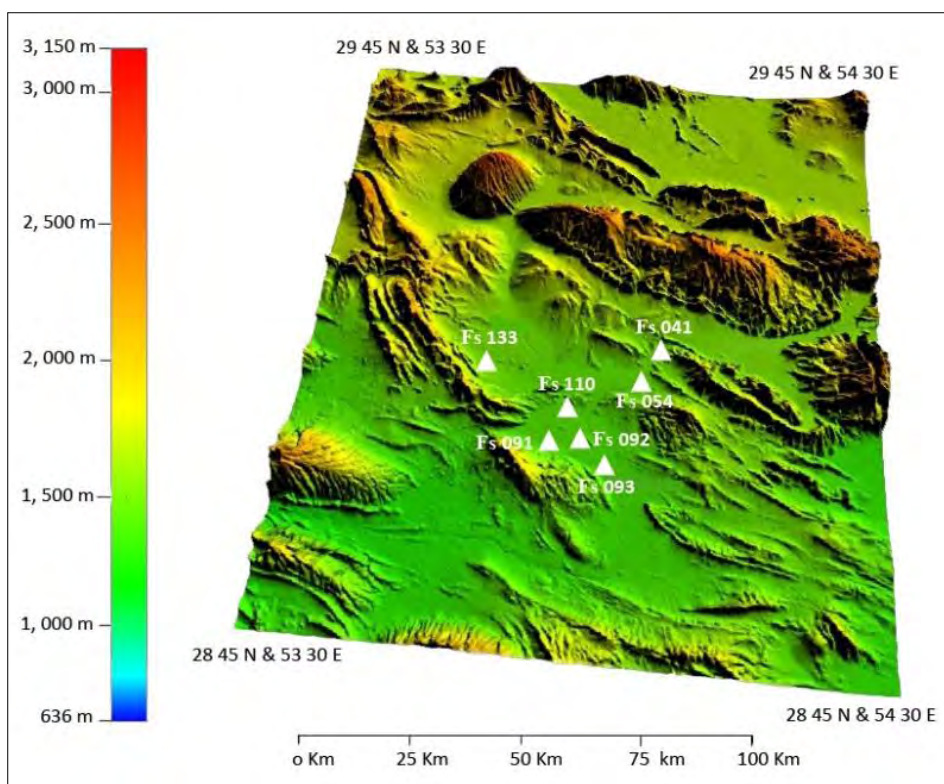 3, 150 m
3, 000 m
2, 500 m
2, 000 m
1, 500 m
1, 000 m
636 m
29 45 N & 53 30 E
29 45 N & 54 30 E
Fs 041
Fs 133
Fs 110
Fs 054
Fs 091
Fs 092
Fs 093
28 45 N & 53 30 E
28 45 N & 54 30 E
o Km
25 Km
50 Km
75 km
100 Km